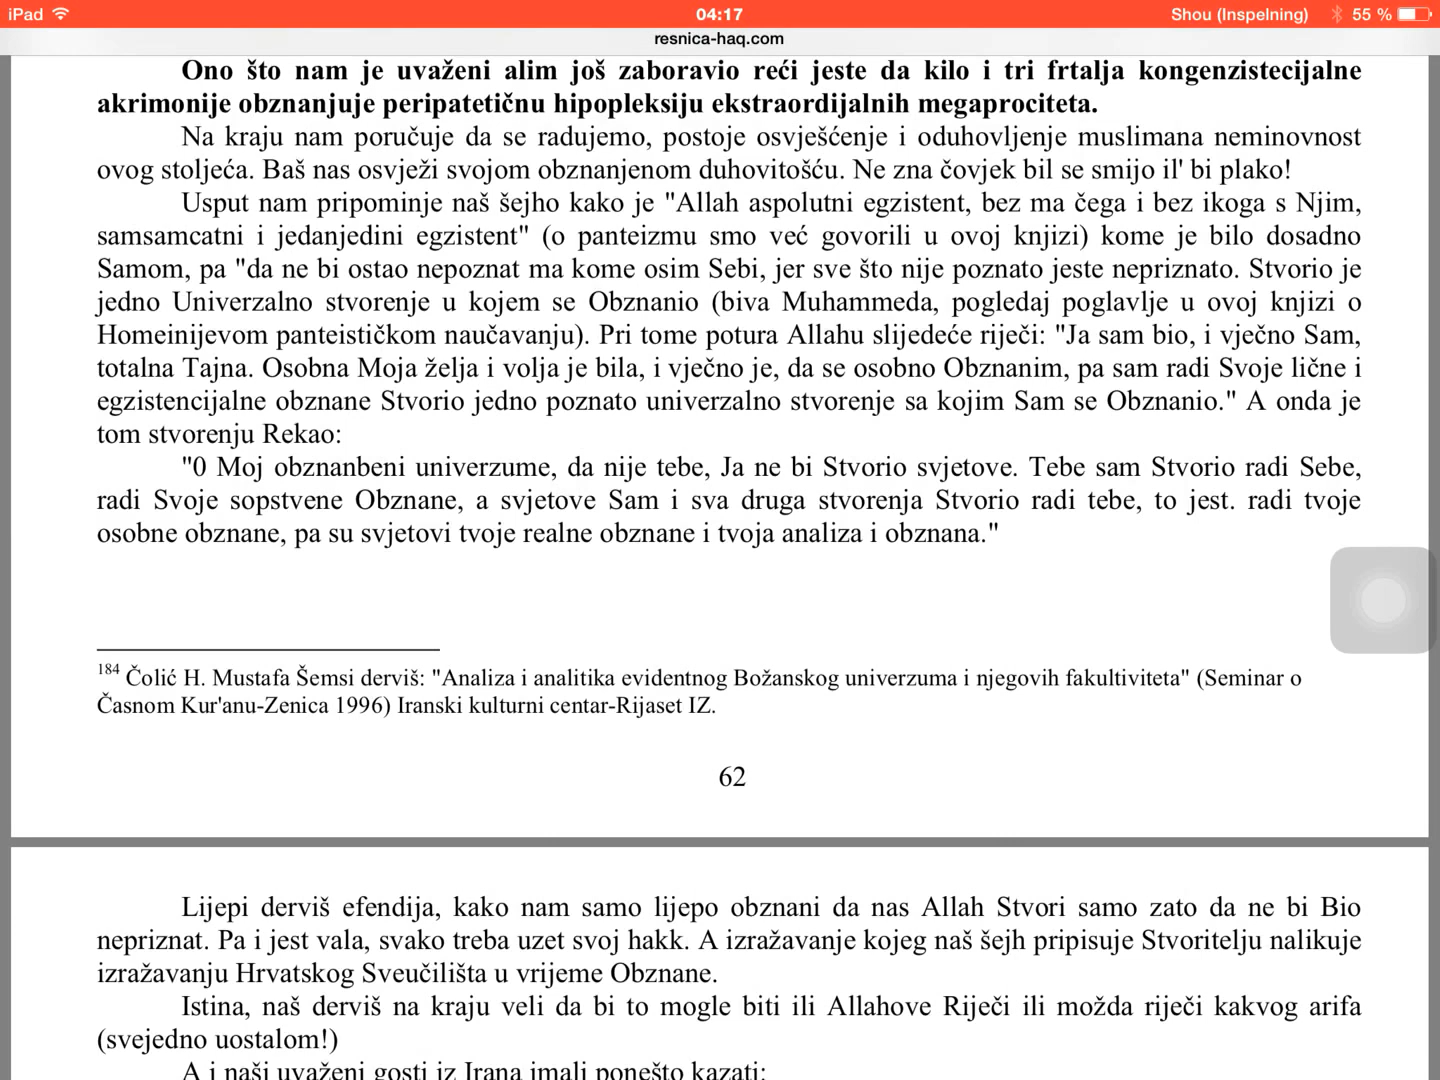 iPad 04:17 Shou (Inspelning) 55 %
resnica-haq.com
Ono što nam je uvaženi alim još zaboravio reći jeste da kilo i tri frtalja kongenzistecijalne
akrimonije obznanjuje peripatetičnu hipopleksiju ekstraordijalnih megaprociteta.
Na kraju nam poručuje da se radujemo, postoje osvješćenje i oduhovljenje muslimana neminovnost
ovog stoljeća. Baš nas osvježi svojom obznanjenom duhovitošću. Ne zna čovjek bil se smijo il' bi plako!
Usput nam pripominje naš šejho kako je "Allah aspolutni egzistent, bez ma čega i bez ikoga s Njim,
samsamcatni i jedanjedini egzistent" (o panteizmu smo već govorili u ovoj knjizi) kome je bilo dosadno
Samom, pa "da ne bi ostao nepoznat ma kome osim Sebi, jer sve što nije poznato jeste nepriznato. Stvorio je
jedno Univerzalno stvorenje u kojem se Obznanio (biva Muhammeda, pogledaj poglavlje u ovoj knjizi o
Homeinijevom panteističkom naučavanju). Pri tome potura Allahu slijedeće riječi: "Ja sam bio, i vječno Sam,
totalna Tajna. Osobna Moja želja i volja je bila, i vječno je, da se osobno Obznanim, pa sam radi Svoje lične i
egzistencijalne obznane Stvorio jedno poznato univerzalno stvorenje sa kojim Sam se Obznanio." A onda je
tom stvorenju Rekao:
"0 Moj obznanbeni univerzume, da nije tebe, Ja ne bi Stvorio svjetove. Tebe sam Stvorio radi Sebe,
radi Svoje sopstvene Obznane, a svjetove Sam i sva druga stvorenja Stvorio radi tebe, to jest. radi tvoje
osobne obznane, pa su svjetovi tvoje realne obznane i tvoja analiza i obznana."
184 Čolić H. Mustafa Šemsi derviš: "Analiza i analitika evidentnog Božanskog univerzuma i njegovih fakultiviteta" (Seminar o
Časnom Kur'anu-Zenica 1996) Iranski kulturni centar-Rijaset IZ.
62
Lijepi derviš efendija, kako nam samo lijepo obznani da nas Allah Stvori samo zato da ne bi Bio
nepriznat. Pa i jest vala, svako treba uzet svoj hakk. A izražavanje kojeg naš šejh pripisuje Stvoritelju nalikuje
izražavanju Hrvatskog Sveučilišta u vrijeme Obznane.
Istina, naš derviš na kraju veli da bi to mogle biti ili Allahove Riječi ili možda riječi kakvog arifa
(svejedno uostalom!)
A i naši uvaženi gosti iz Irana imali ponešto kazati: